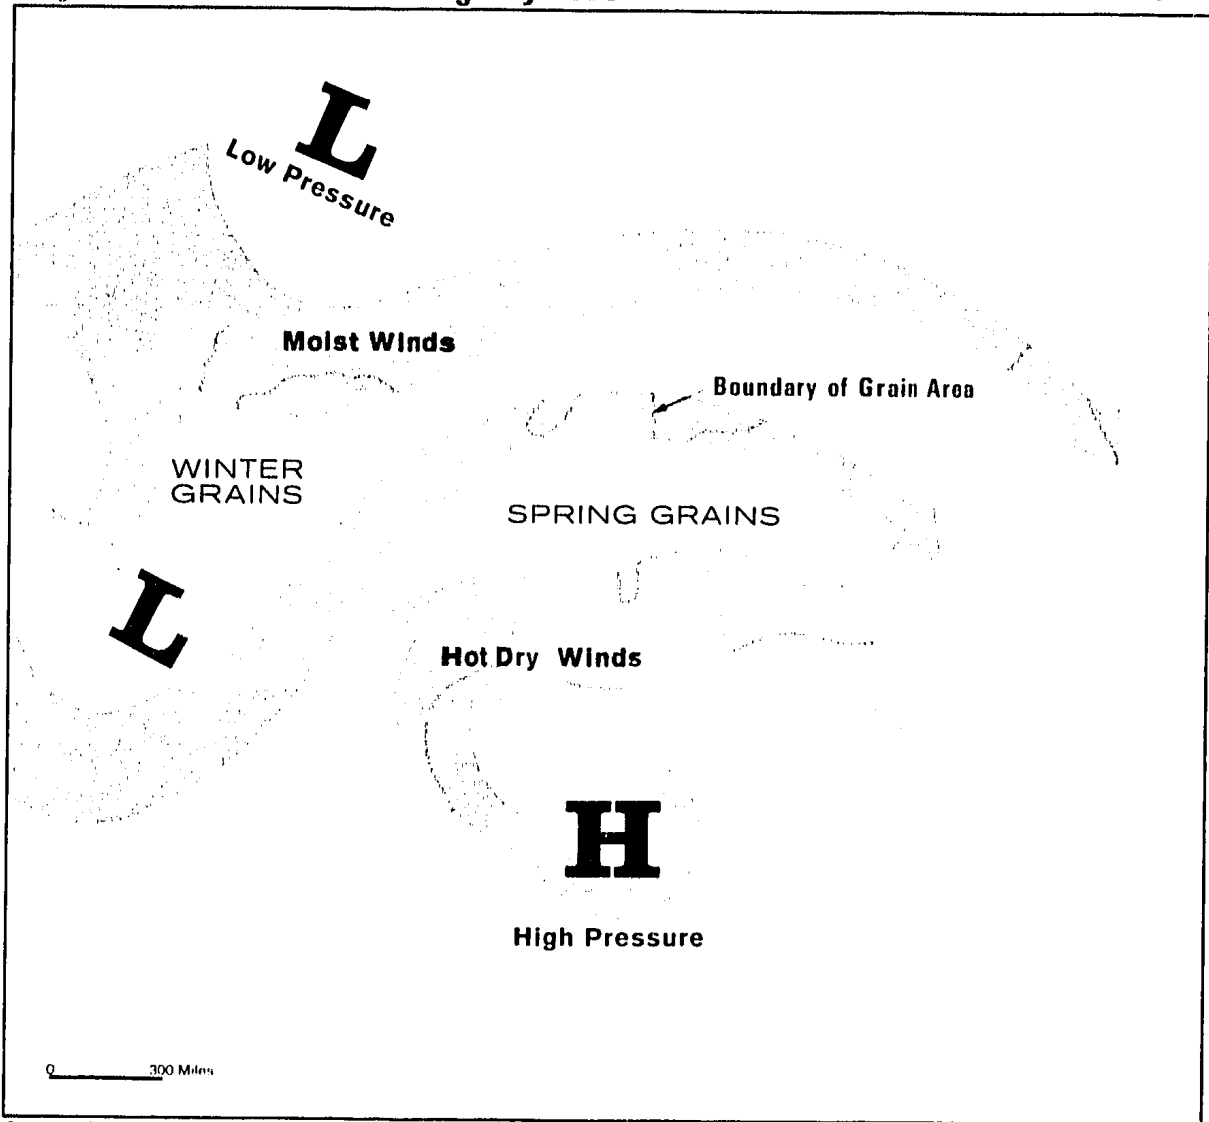 L
Low Pressure
Moist Winds
Boundary of Grain Area
WINTER
GRAINS
SPRING GRAINS
L
Hot Dry Winds
H
High Pressure
0 300 Miles